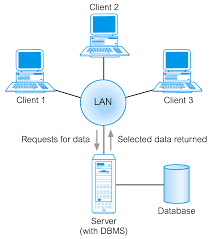 Client 2
Client 1
LAN
Client 3
Requests for data
Selected data returned
Server
(with DBMS)
Database